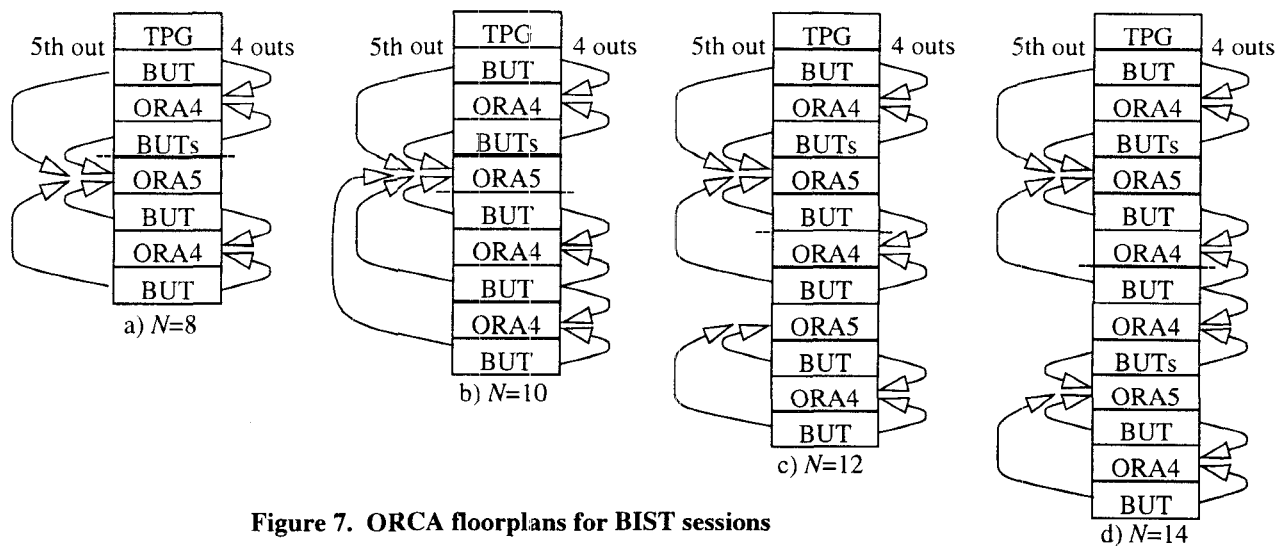 5th out
TPG
4 outs
BUT
ORA4
BUTs
ORA5
BUT
ORA4
BUT
a) N=8
5th out
TPG
4 outs
BUT
ORA4
BUTs
ORA5
BUT
ORA4
BUT
ORA4
BUT
b) N=10
5th out
TPG
4 outs
BUT
ORA4
BUTs
ORA5
BUT
ORA4
BUT
ORA5
BUT
ORA4
BUT
c) N=12
5th out
TPG
4 outs
BUT
ORA4
BUTs
ORA5
BUT
ORA4
BUT
ORA4
BUTs
ORA5
BUT
ORA4
BUT
d) N=14
Figure 7. ORCA floorplans for BIST sessions